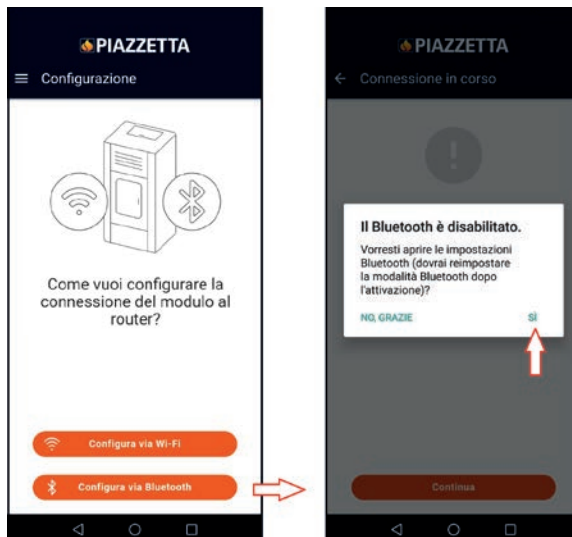 PIAZZETTA
Configurazione
Come vuoi configurare la
connessione del modulo al
router?
Configura via Wi-Fi
Configura via Bluetooth
PIAZZETTA
Connessione in corso
Il Bluetooth è disabilitato.
Vorresti aprire le impostazioni
Bluetooth (dovrai reimpostare
la modalità Bluetooth dopo
l'attivazione)?
NO, GRAZIE
SÌ
Continua